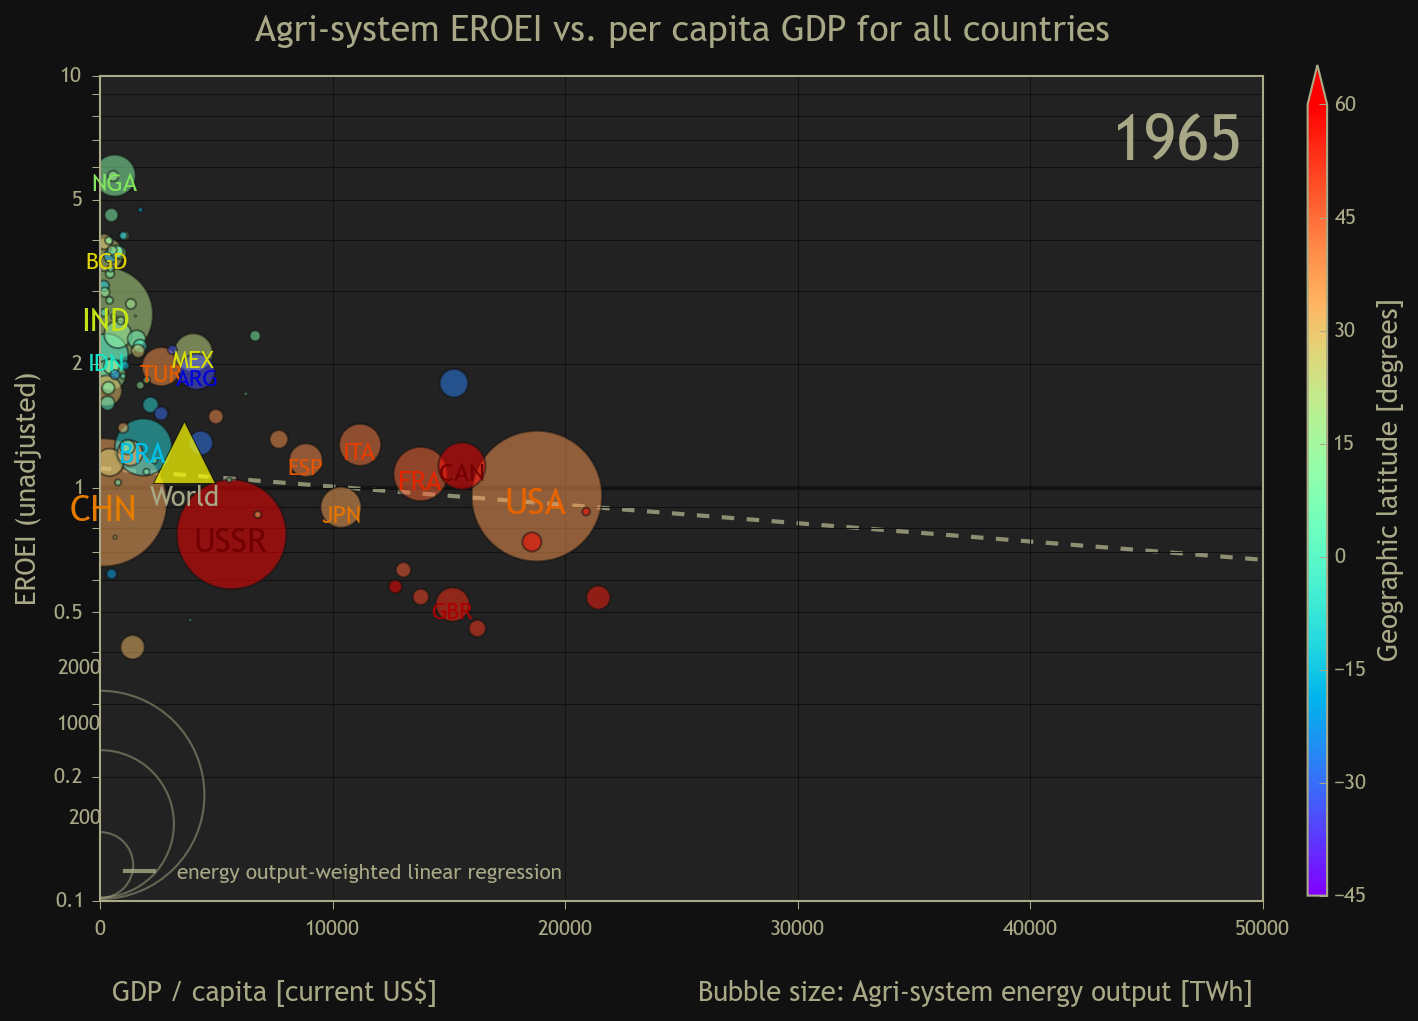 Agri-system EROEI vs. per capita GDP for all countries
1965
10
5
2
1
0.5
0.2
0.1
EROEI (unadjusted)
NGA
BGD
IND
IDN
MEX
TUR
ARG
BRA
ESP
ITA
FRA
CAN
World
CHN
JPN
USA
USSR
GBR
2000
1000
200
energy output-weighted linear regression
0
10000
20000
30000
40000
50000
GDP / capita [current US$]
Bubble size: Agri-system energy output [TWh]
60
45
30
15
0
−15
−30
−45
Geographic latitude [degrees]